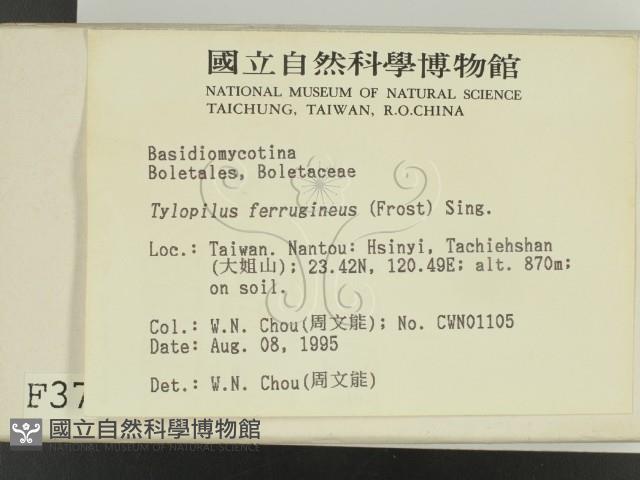 國立自然科學博物館
NATIONAL MUSEUM OF NATURAL SCIENCE
TAICHUNG, TAIWAN, R.O.CHINA
Basidiomycotina
Boletales, Boletaceae
Tylopilus ferrugineus (Frost) Sing.
Loc.: Taiwan. Nantou: Hsinyi, Tachiehshan
(大姐山); 23.42N, 120.49E; alt. 870m;
on soil.
Col.: W.N. Chou(周文能); No. CWN01105
Date: Aug. 08, 1995
Det.: W.N. Chou(周文能)
F37
國立自然科學博物館
NATIONAL MUSEUM OF NATURAL SCIENCE